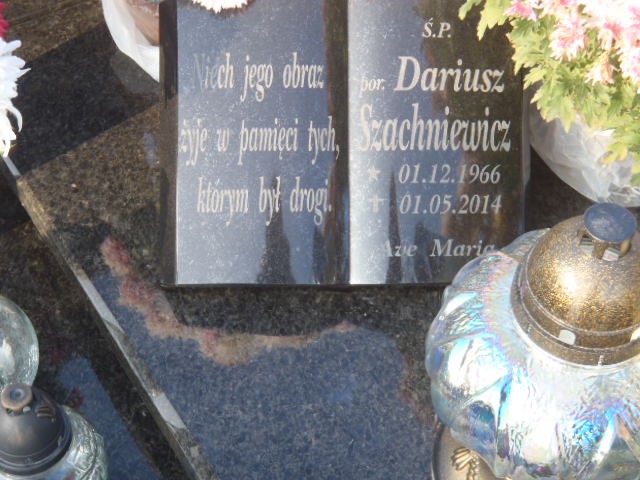 Niech jego obraz
żyje w pamięci tych,
którym był drogi.
Ś.P.
por. Dariusz
Szachniewicz
01.12.1966
01.05.2014
Ave Maria